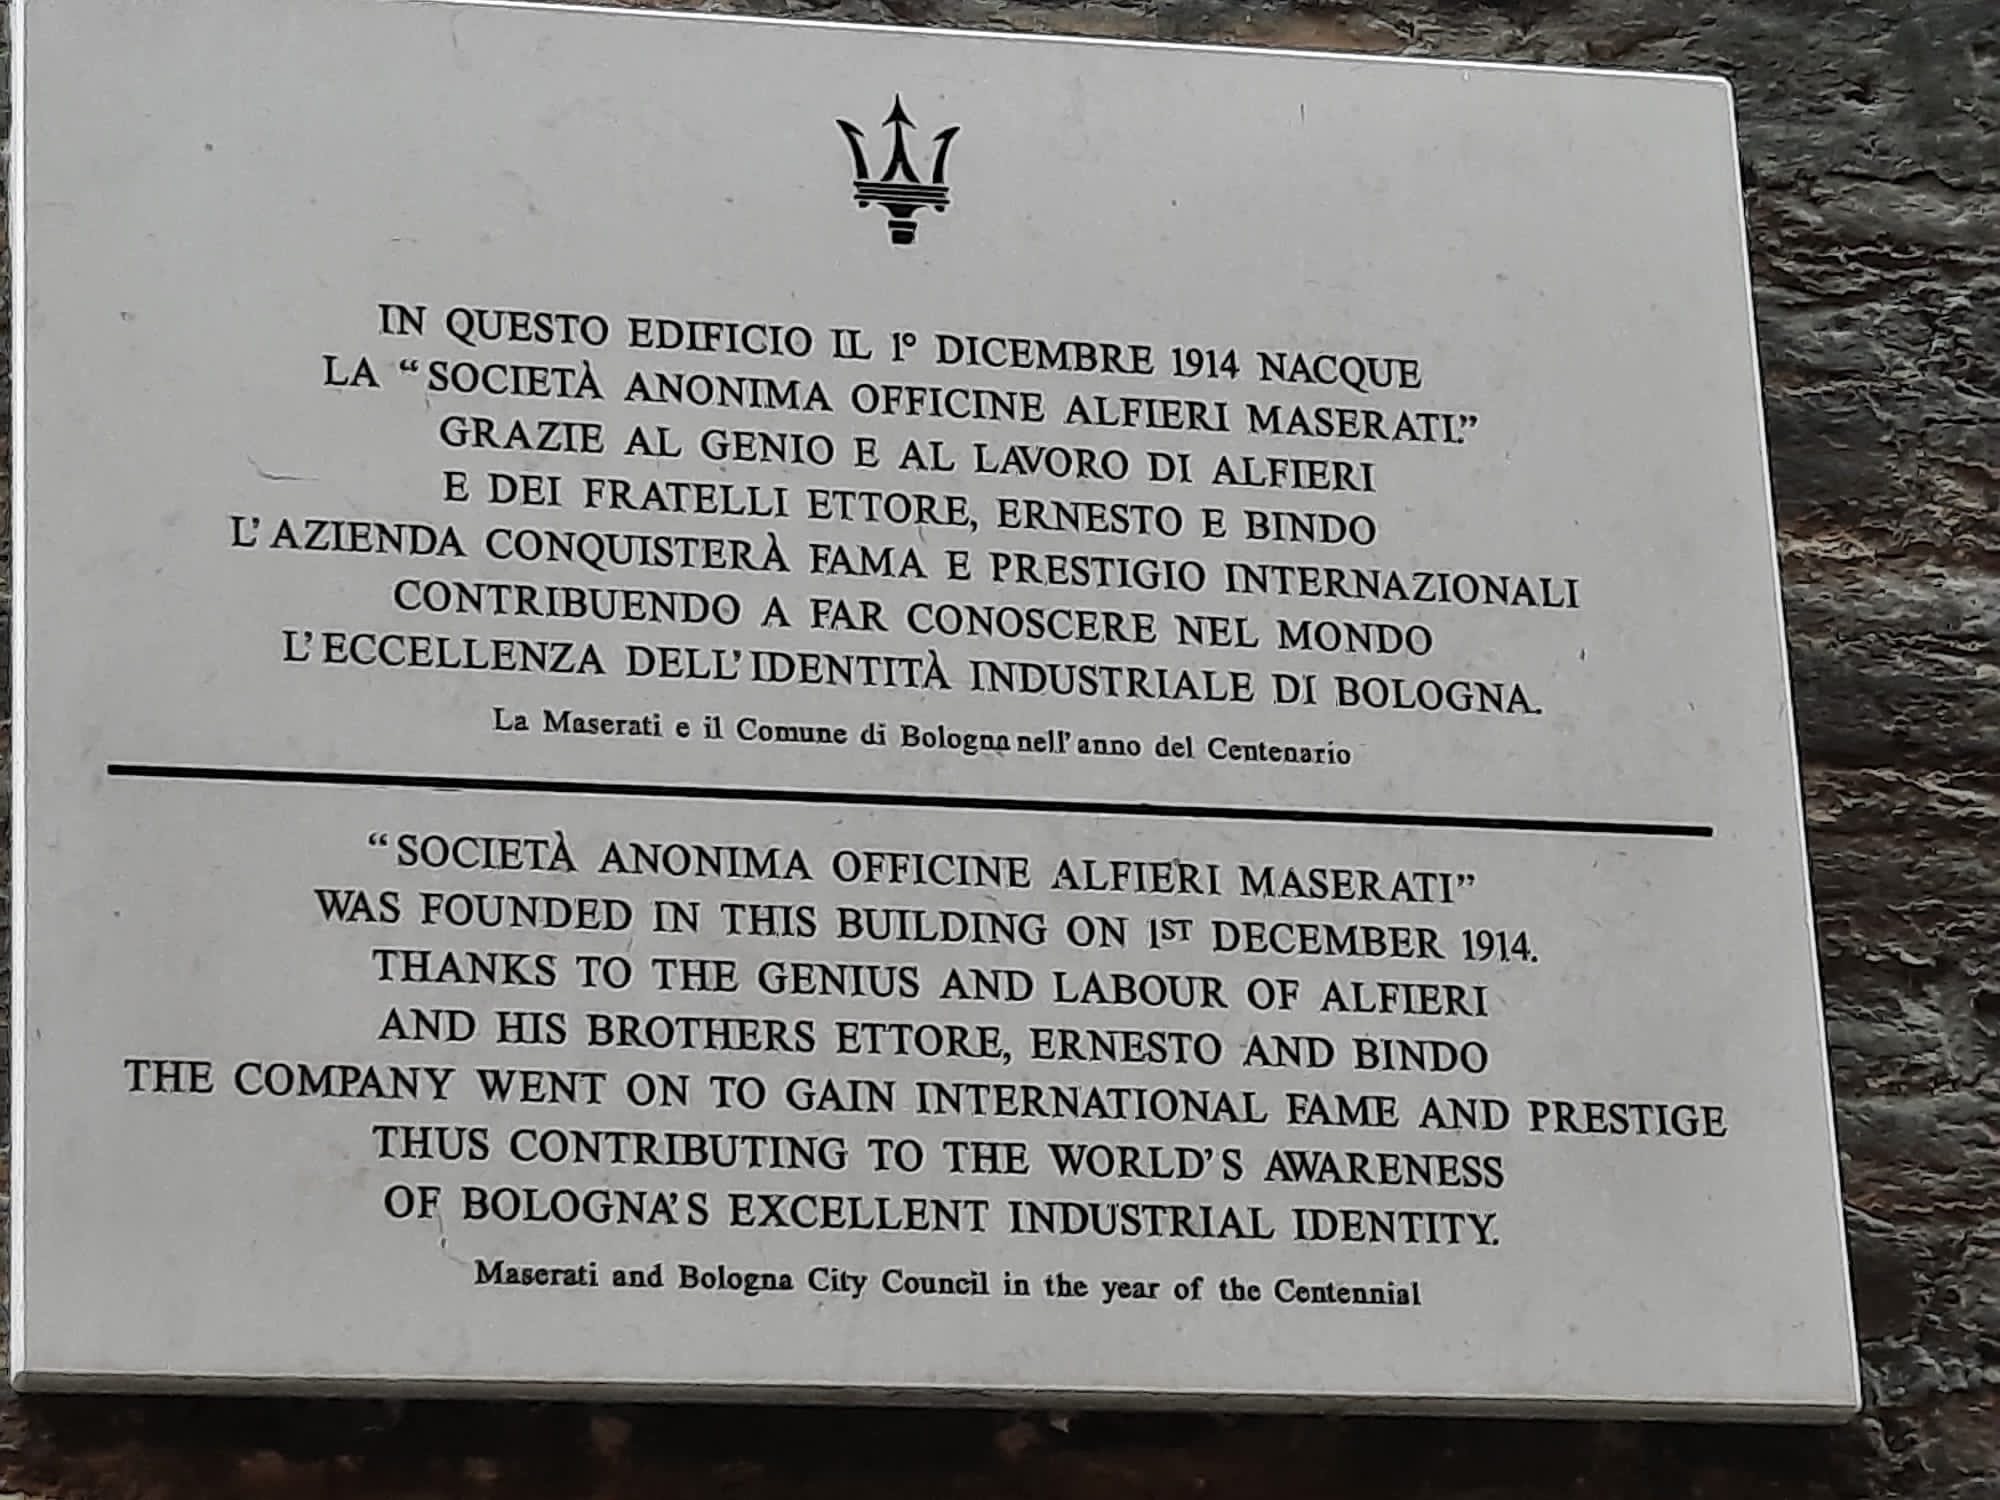 IN QUESTO EDIFICIO IL 1° DICEMBRE 1914 NACQUE
LA “SOCIETÀ ANONIMA OFFICINE ALFIERI MASERATI.”
GRAZIE AL GENIO E AL LAVORO DI ALFIERI
E DEI FRATELLI ETTORE, ERNESTO E BINDO
L’AZIENDA CONQUISTERÀ FAMA E PRESTIGIO INTERNAZIONALI
CONTRIBUENDO A FAR CONOSCERE NEL MONDO
L’ECCELLENZA DELL’IDENTITÀ INDUSTRIALE DI BOLOGNA.
La Maserati e il Comune di Bologna nell’anno del Centenario
“SOCIETÀ ANONIMA OFFICINE ALFIERI MASERATI”
WAS FOUNDED IN THIS BUILDING ON 1ST DECEMBER 1914.
THANKS TO THE GENIUS AND LABOUR OF ALFIERI
AND HIS BROTHERS ETTORE, ERNESTO AND BINDO
THE COMPANY WENT ON TO GAIN INTERNATIONAL FAME AND PRESTIGE
THUS CONTRIBUTING TO THE WORLD’S AWARENESS
OF BOLOGNA’S EXCELLENT INDUSTRIAL IDENTITY.
Maserati and Bologna City Council in the year of the Centennial